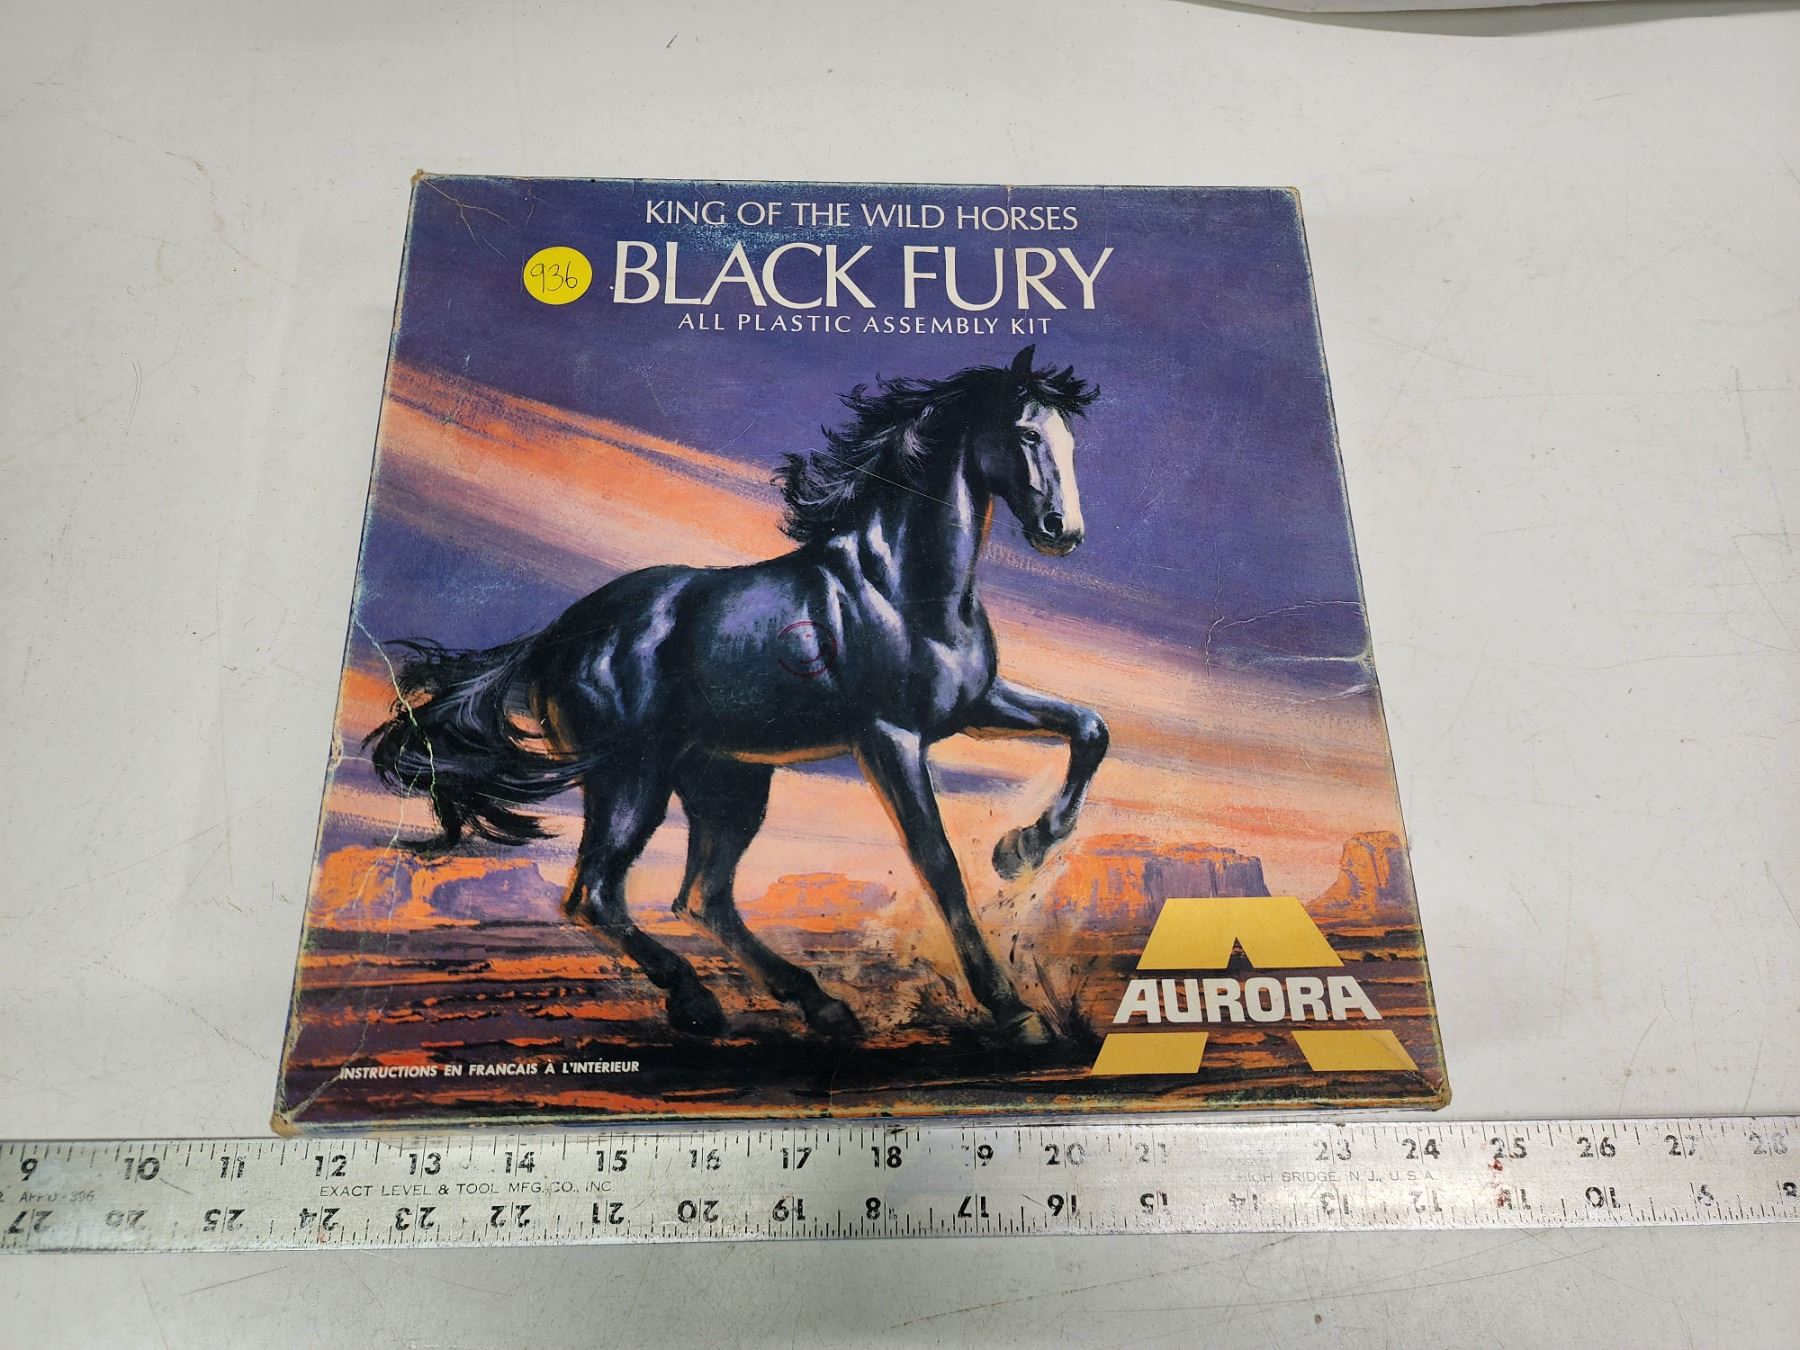 KING OF THE WILD HORSES
936
BLACK FURY
ALL PLASTIC ASSEMBLY KIT
AURORA
INSTRUCTIONS EN FRANCAIS À L'INTÉRIEUR
9 10 11 12 13 14 15 16 17 18 19 20 21 23 24 25 26 27 28
EXACT LEVEL & TOOL MFG. CO., INC. HIGH BRIDGE, N.J., U.S.A.
27 26 25 24 23 22 21 20 19 18 17 16 15 14 13 12 11 10 9 8